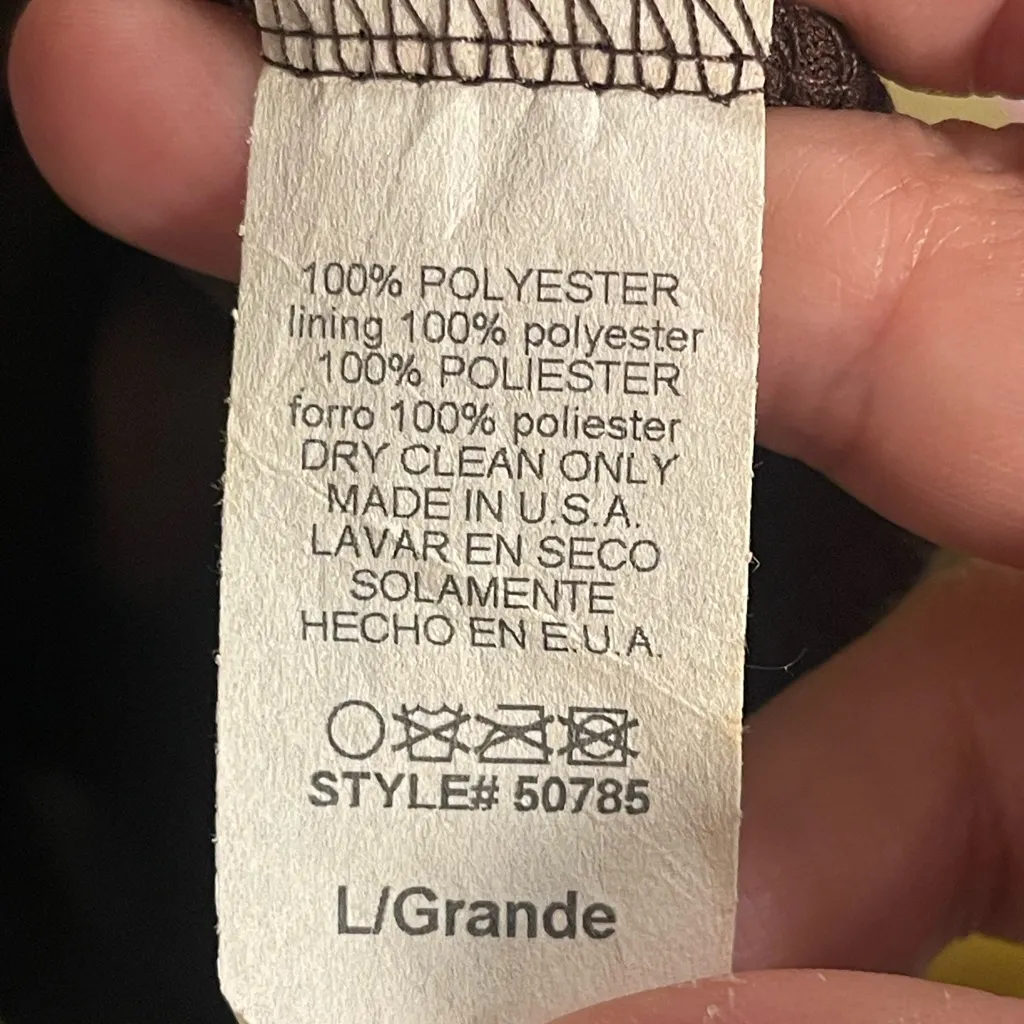 100% POLYESTER
lining 100% polyester
100% POLIESTER
forro 100% poliester
DRY CLEAN ONLY
MADE IN U.S.A.
LAVAR EN SECO
SOLAMENTE
HECHO EN E.U.A.
STYLE# 50785
L/Grande